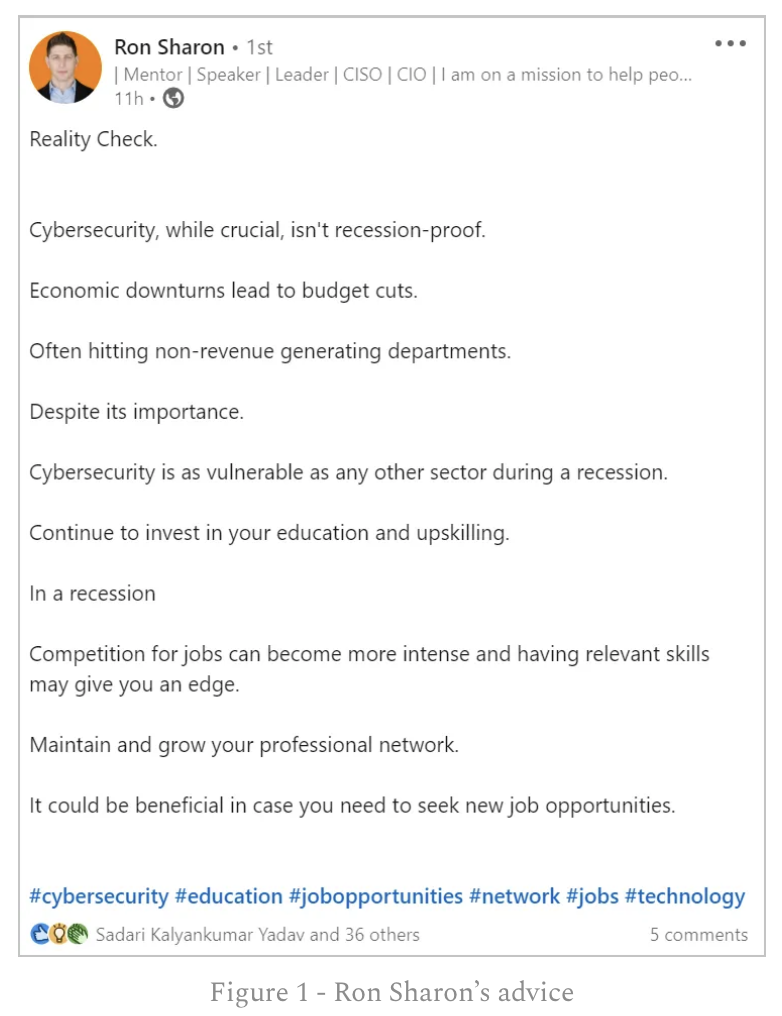 Ron Sharon • 1st
| Mentor | Speaker | Leader | CISO | CIO | I am on a mission to help peo...
11h •
Reality Check.
Cybersecurity, while crucial, isn't recession-proof.
Economic downturns lead to budget cuts.
Often hitting non-revenue generating departments.
Despite its importance.
Cybersecurity is as vulnerable as any other sector during a recession.
Continue to invest in your education and upskilling.
In a recession
Competition for jobs can become more intense and having relevant skills
may give you an edge.
Maintain and grow your professional network.
It could be beneficial in case you need to seek new job opportunities.
#cybersecurity #education #jobopportunities #network #jobs #technology
Sadari Kalyankumar Yadav and 36 others 5 comments
Figure 1 - Ron Sharon’s advice